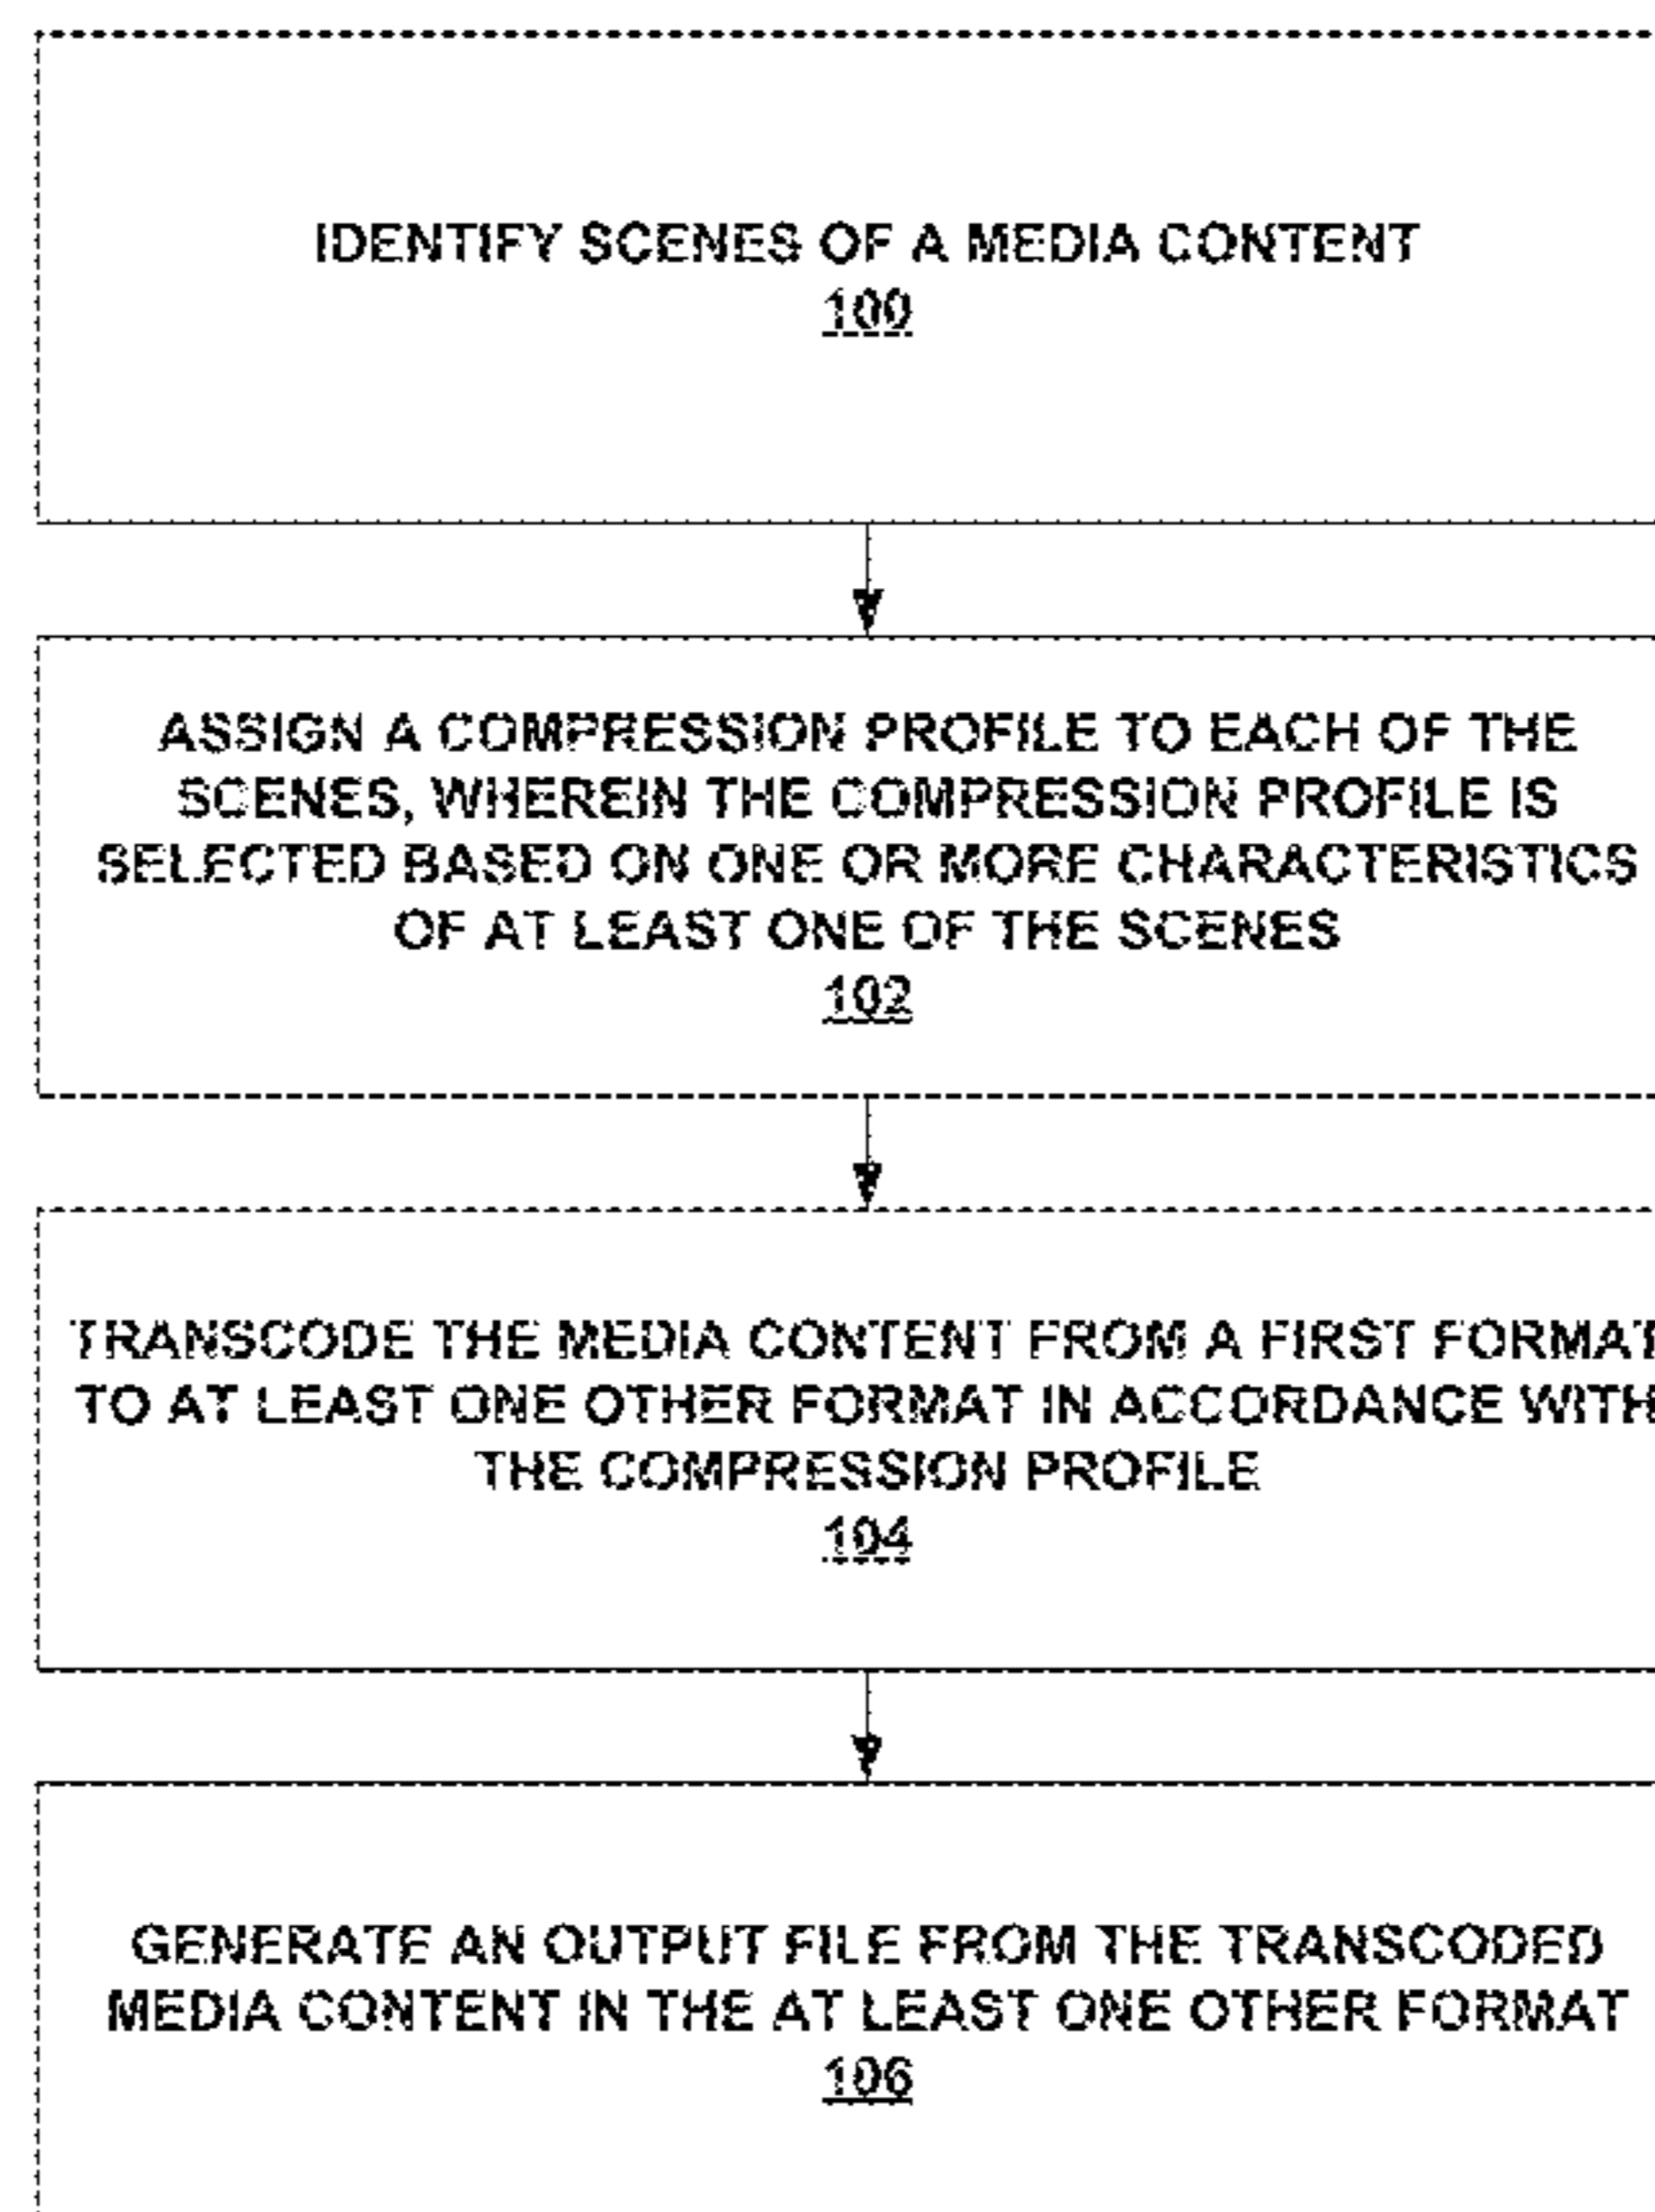 IDENTIFY SCENES OF A MEDIA CONTENT
100
ASSIGN A COMPRESSION PROFILE TO EACH OF THE
SCENES, WHEREIN THE COMPRESSION PROFILE IS
SELECTED BASED ON ONE OR MORE CHARACTERISTICS
OF AT LEAST ONE OF THE SCENES
102
TRANSCODE THE MEDIA CONTENT FROM A FIRST FORMAT
TO AT LEAST ONE OTHER FORMAT IN ACCORDANCE WITH
THE COMPRESSION PROFILE
104
GENERATE AN OUTPUT FILE FROM THE TRANSCODED
MEDIA CONTENT IN THE AT LEAST ONE OTHER FORMAT
106